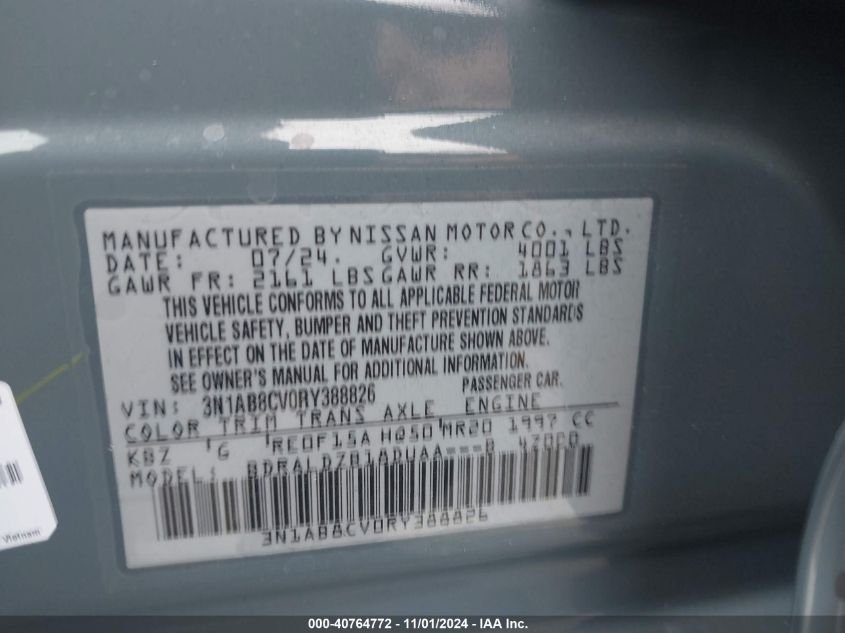 MANUFACTURED BY NISSAN MOTOR CO., LTD.
DATE: 07/24. GVWR: 4001 LBS
GAWR FR: 2161 LBS GAWR RR: 1863 LBS
THIS VEHICLE CONFORMS TO ALL APPLICABLE FEDERAL MOTOR
VEHICLE SAFETY, BUMPER AND THEFT PREVENTION STANDARDS
IN EFFECT ON THE DATE OF MANUFACTURE SHOWN ABOVE.
SEE OWNER'S MANUAL FOR ADDITIONAL INFORMATION.
VIN: 3N1AB8CV0RY388826 PASSENGER CAR.
COLOR TRIM TRANS AXLE ENGINE
KBZ G RE0F15A HQ50 MR20 1997 CC
MODEL:
3N1AB8CV0RY388826
Vietnam
000-40764772 • 11/01/2024 • IAA Inc.